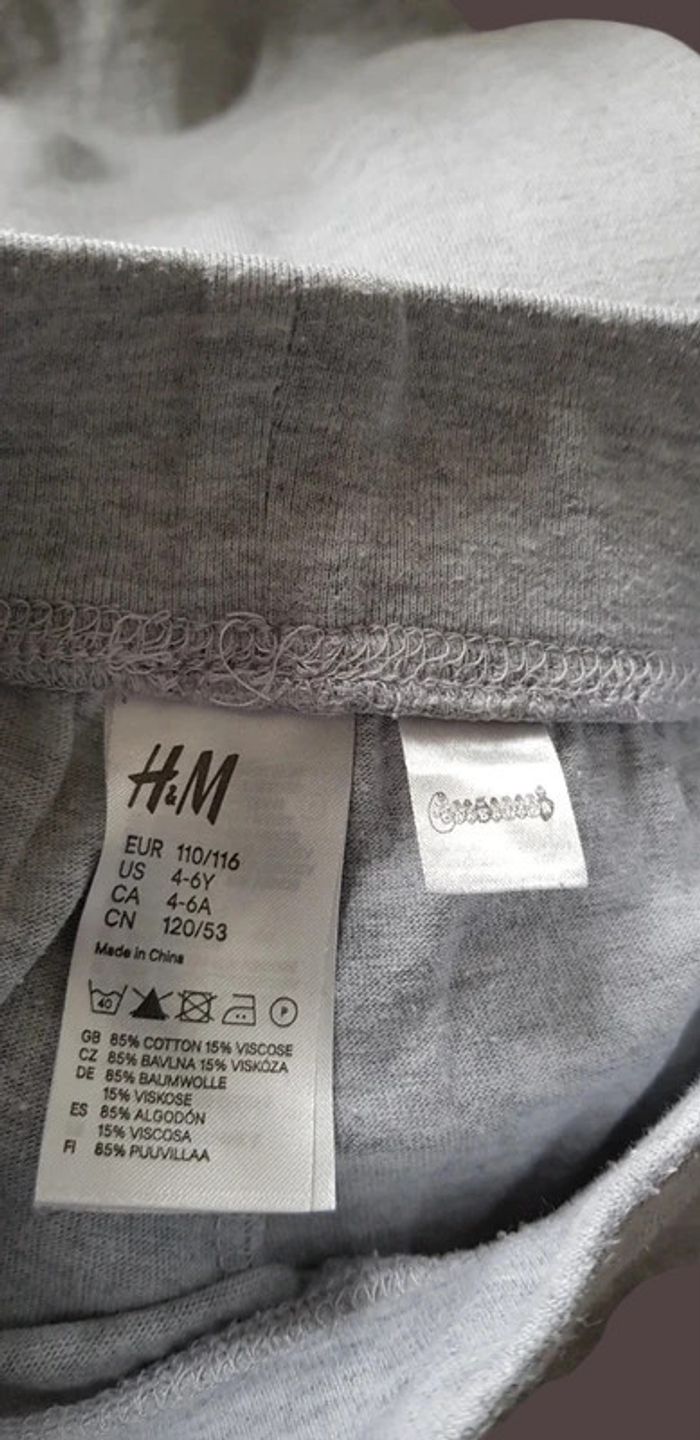 H&M
EUR 110/116
US 4-6Y
CA 4-6A
CN 120/53
Made in China
40 P
GB 85% COTTON 15% VISCOSE
CZ 85% BAVLNA 15% VISKÓZA
DE 85% BAUMWOLLE
15% VISKOSE
ES 85% ALGODÓN
15% VISCOSA
FI 85% PUUVILLAA